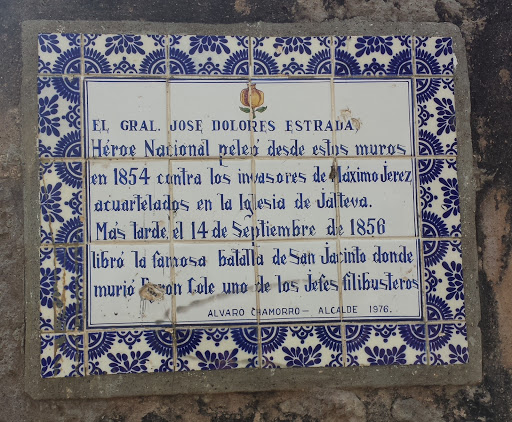 EL GRAL. JOSE DOLORES ESTRADA,
Héroe Nacional peleó desde estos muros
en 1854 contra los invasores de Máximo Jerez
acuartelados en la Iglesia de Jalteva.
Más tarde, el 14 de Septiembre de 1856
libró la famosa batalla de San Jacinto donde
murió Byron Cole uno de los Jefes filibusteros
ALVARO CHAMORRO - ALCALDE 1976.